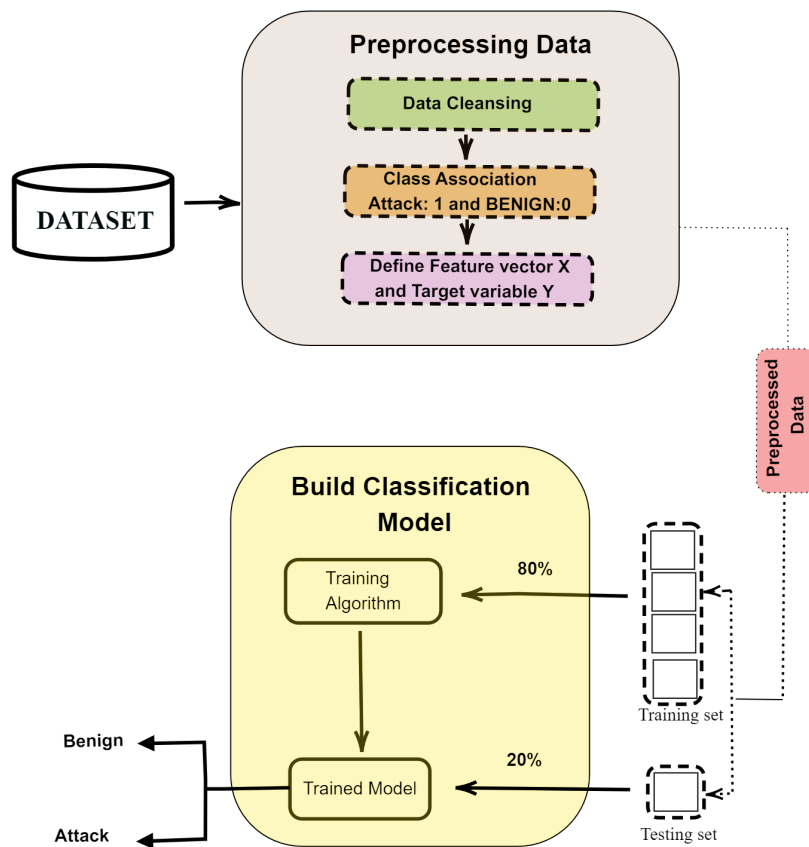 Preprocessing Data
Data Cleansing
Class Association
Attack: 1 and BENIGN:0
Define Feature vector X
and Target variable Y
DATASET
Preprocessed
Data
Build Classification
Model
Training
Algorithm
80%
Training set
Trained Model
20%
Testing set
Benign
Attack